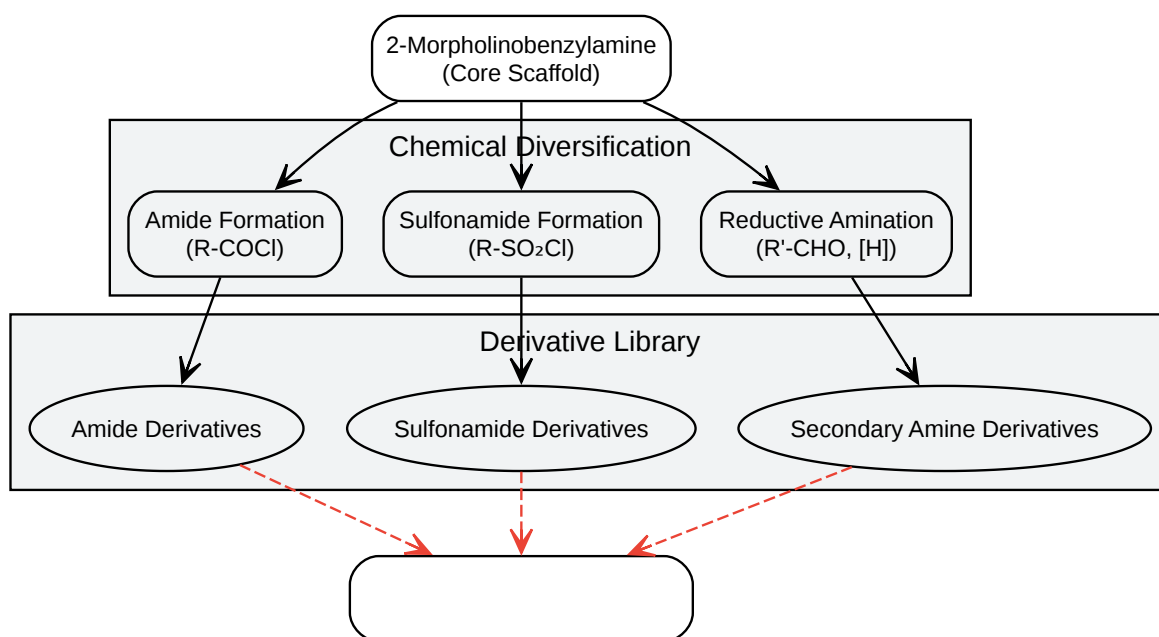 2-Morpholinobenzylamine
(Core Scaffold)
Chemical Diversification
Amide Formation
(R-COCl)
Sulfonamide Formation
(R-SO₂Cl)
Reductive Amination
(R'-CHO, [H])
Derivative Library
Amide Derivatives
Sulfonamide Derivatives
Secondary Amine Derivatives